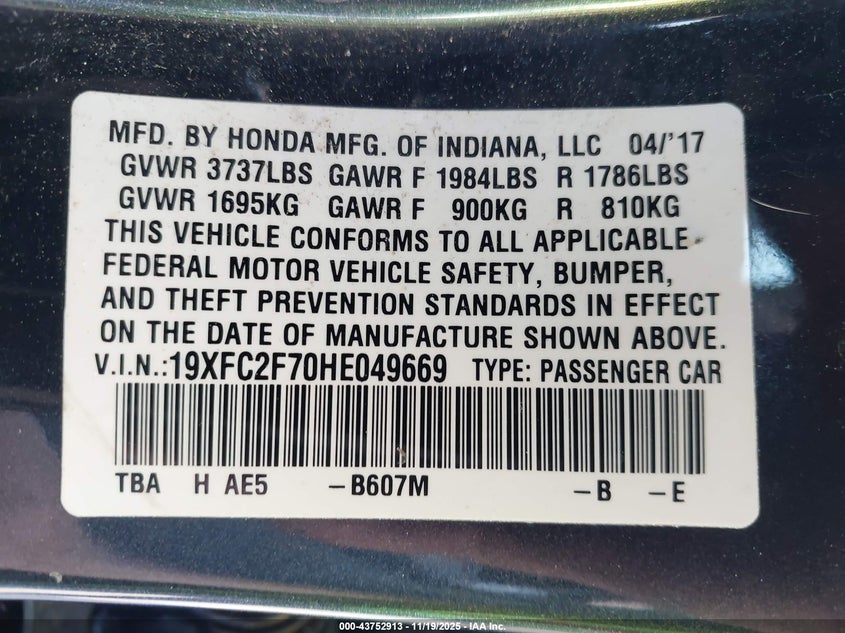 MFD. BY HONDA MFG. OF INDIANA, LLC 04/'17
GVWR 3737LBS GAWR F 1984LBS R 1786LBS
GVWR 1695KG GAWR F 900KG R 810KG
THIS VEHICLE CONFORMS TO ALL APPLICABLE
FEDERAL MOTOR VEHICLE SAFETY, BUMPER,
AND THEFT PREVENTION STANDARDS IN EFFECT
ON THE DATE OF MANUFACTURE SHOWN ABOVE.
V.I.N.:19XFC2F70HE049669 TYPE: PASSENGER CAR
TBA H AE5 –B607M –B –E
000-43752913 - 11/19/2025 - IAA Inc.